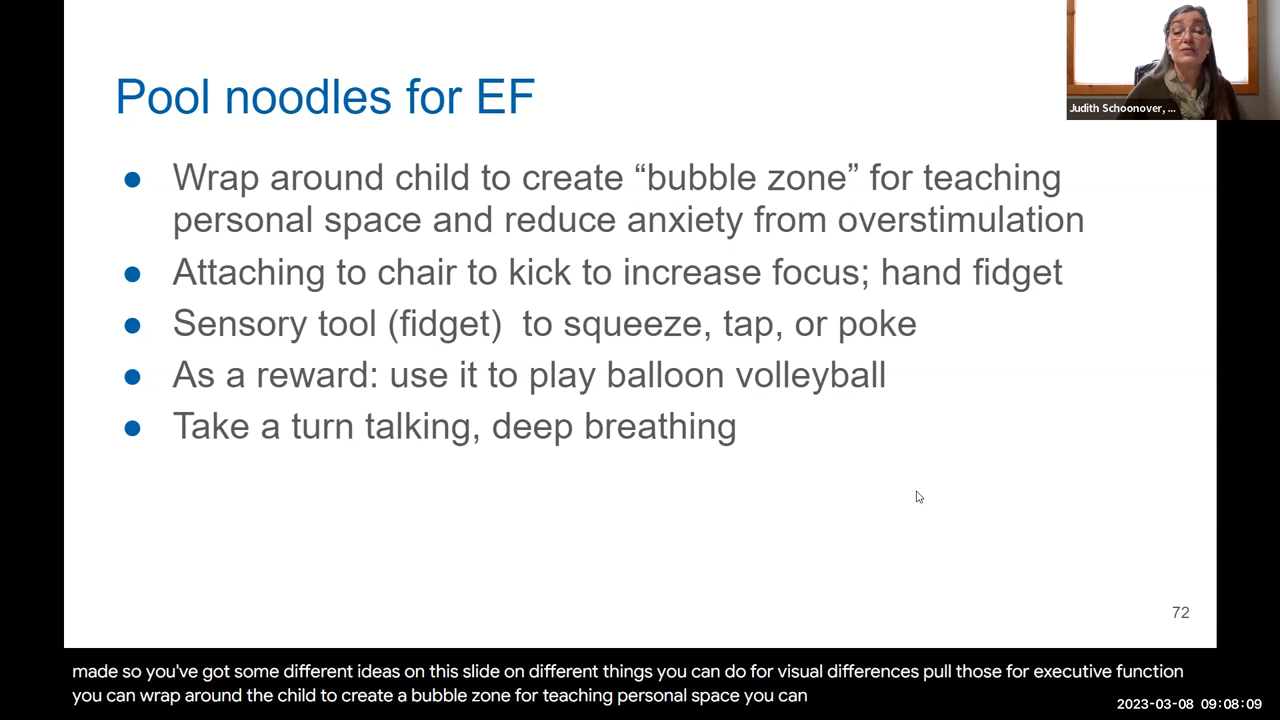 Pool noodles for EF
Judith Schoonover, ...
● Wrap around child to create “bubble zone” for teaching
personal space and reduce anxiety from overstimulation
● Attaching to chair to kick to increase focus; hand fidget
● Sensory tool (fidget)  to squeeze, tap, or poke
● As a reward: use it to play balloon volleyball
● Take a turn talking, deep breathing
72
made so you've got some different ideas on this slide on different things you can do for visual differences pull those for executive function
you can wrap around the child to create a bubble zone for teaching personal space you can
2023-03-08 09:08:09